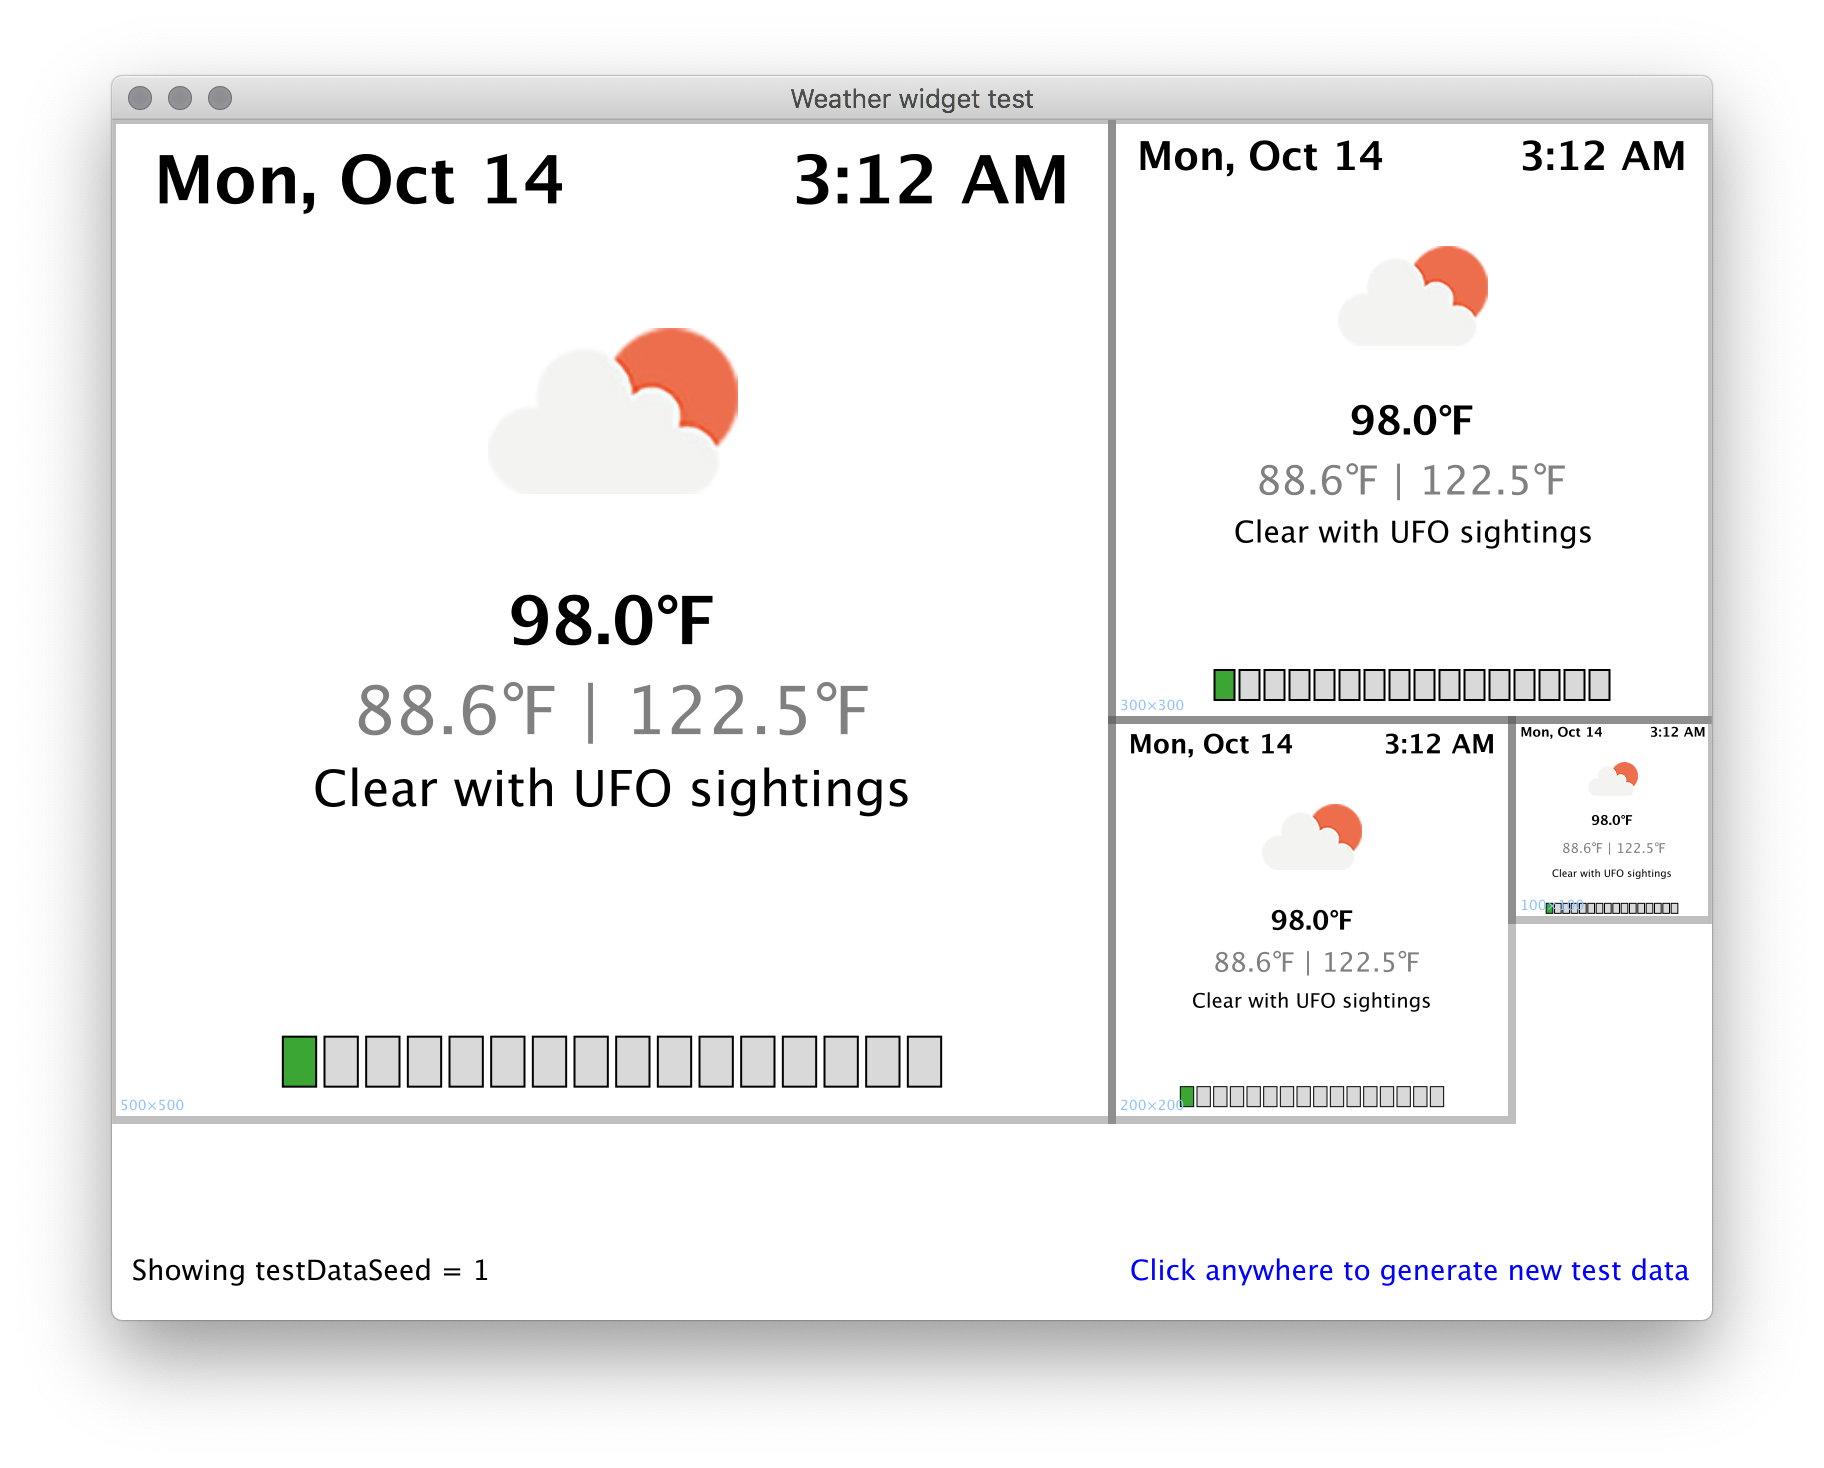 Weather widget test
Mon, Oct 14 3:12 AM
98.0°F
88.6°F | 122.5°F
Clear with UFO sightings
500×500
Mon, Oct 14 3:12 AM
98.0°F
88.6°F | 122.5°F
Clear with UFO sightings
300×300
Mon, Oct 14 3:12 AM
98.0°F
88.6°F | 122.5°F
Clear with UFO sightings
200×200
Mon, Oct 14 3:12 AM
98.0°F
88.6°F | 122.5°F
Clear with UFO sightings
100×100
Showing testDataSeed = 1
Click anywhere to generate new test data